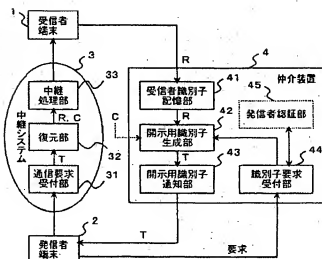 1
受信者
端末
3
中継
処理部
33
R, C
復元部
32
T
通信要求
受付部
31
中継システム
発信者
端末
2
R
4
仲介装置
受信者識別子
記憶部
41
R
45
発信者認証部
C
開示用識別子
生成部
42
T
開示用識別子
通知部
43
識別子要求
受付部
44
T
要求